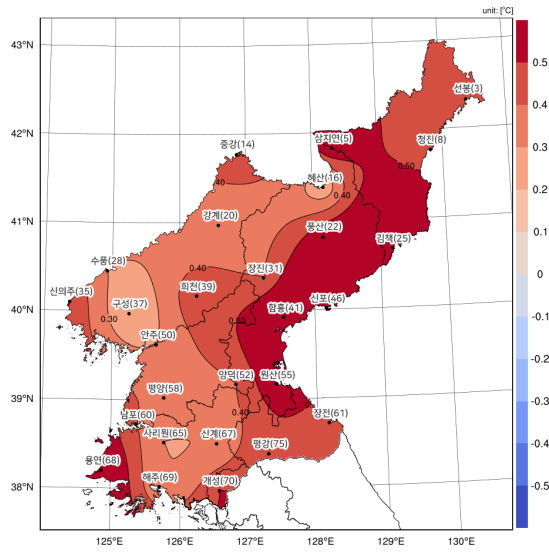 unit: [°C]
43°N
42°N
41°N
40°N
39°N
38°N
선봉(3)
청진(8)
삼지연(5)
중강(14)
혜산(16)
0.50
40
0.40
강계(20)
풍산(22)
김책(25)
수풍(28)
장진(31)
0.40
신의주(35)
희천(39)
구성(37)
신포(46)
함흥(41)
0.30
0.50
안주(50)
양덕(52)
원산(55)
평양(58)
0.40
남포(60)
장전(61)
사리원(65)
신계(67)
평강(75)
용연(68)
해주(69)
개성(70)
125°E
126°E
127°E
128°E
129°E
130°E
0.5
0.4
0.3
0.2
0.1
0
-0.1
-0.2
-0.3
-0.4
-0.5